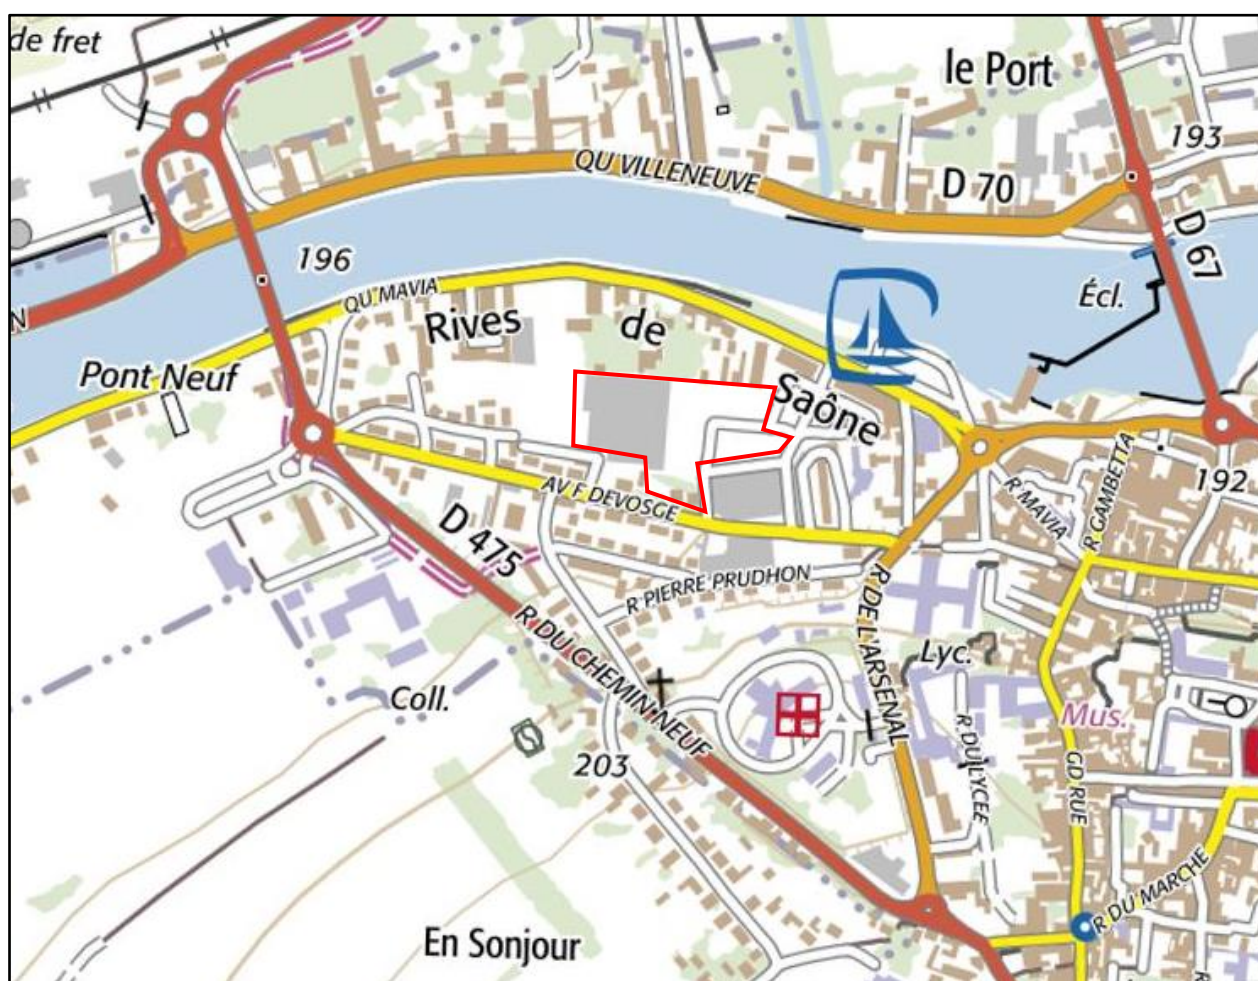 de fret
le Port
193
QU VILLENEUVE
D 70
D 67
196
QU MAVIA
Rives
de
Saône
Écl.
N
Pont Neuf
192
R GAMBETTA
R MAVIA
AV F DEVOSGE
D 475
R PIERRE PRUDHON
R DE L'ARSENAL
R DU CHEMIN NEUF
Lyc.
Coll.
Mus.
R DU LYCEE
GD RUE
203
R DU MARCHE
En Sonjour
R